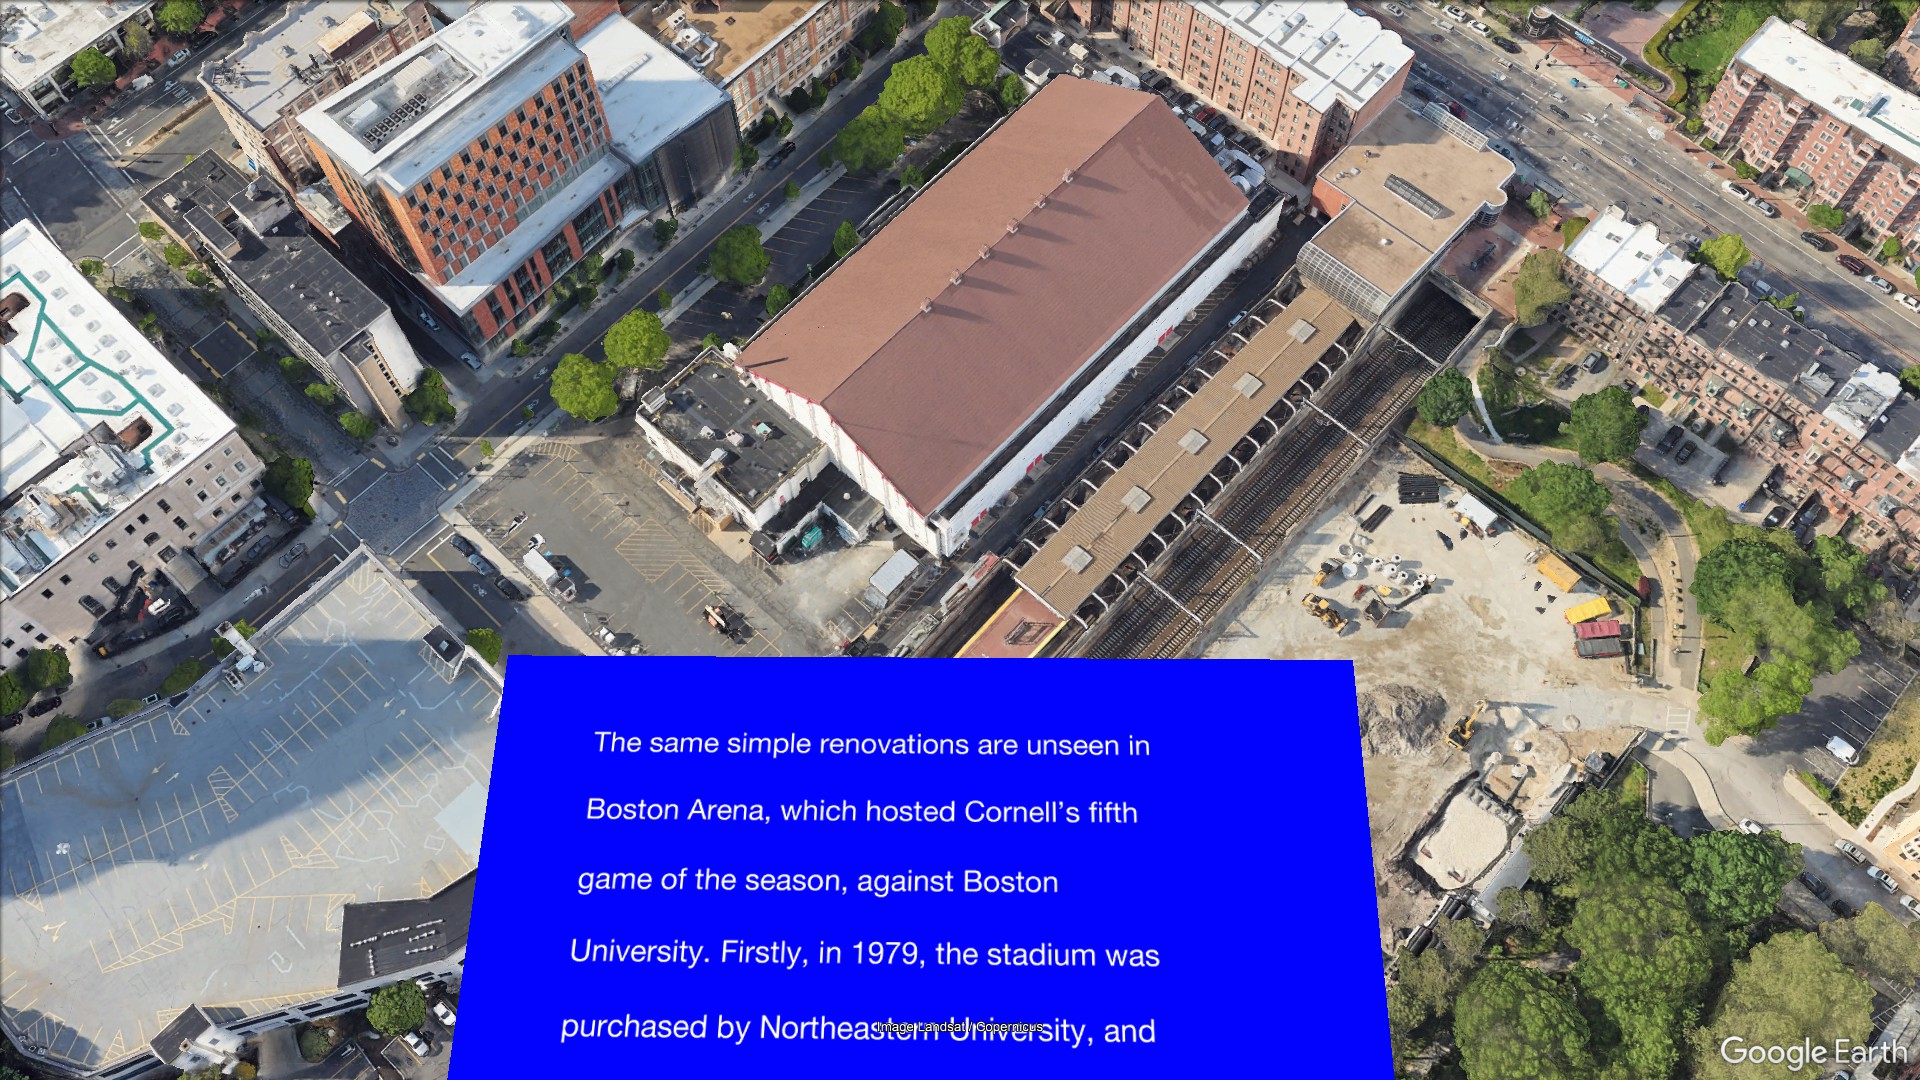 The same simple renovations are unseen in
Boston Arena, which hosted Cornell's fifth
game of the season, against Boston
University. Firstly, in 1979, the stadium was
purchased by Northeastern University, and
Image Landsat / Copernicus
Google Earth